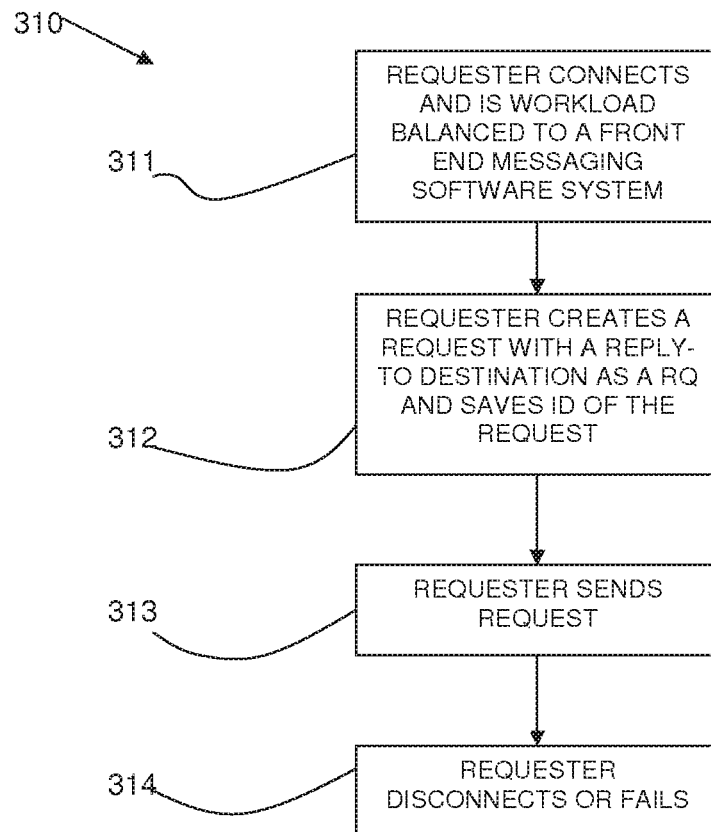 310
REQUESTER CONNECTS
AND IS WORKLOAD
BALANCED TO A FRONT
END MESSAGING
SOFTWARE SYSTEM
311
REQUESTER CREATES A
REQUEST WITH A REPLY-
TO DESTINATION AS A RQ
AND SAVES ID OF THE
REQUEST
312
REQUESTER SENDS
REQUEST
313
REQUESTER
DISCONNECTS OR FAILS
314